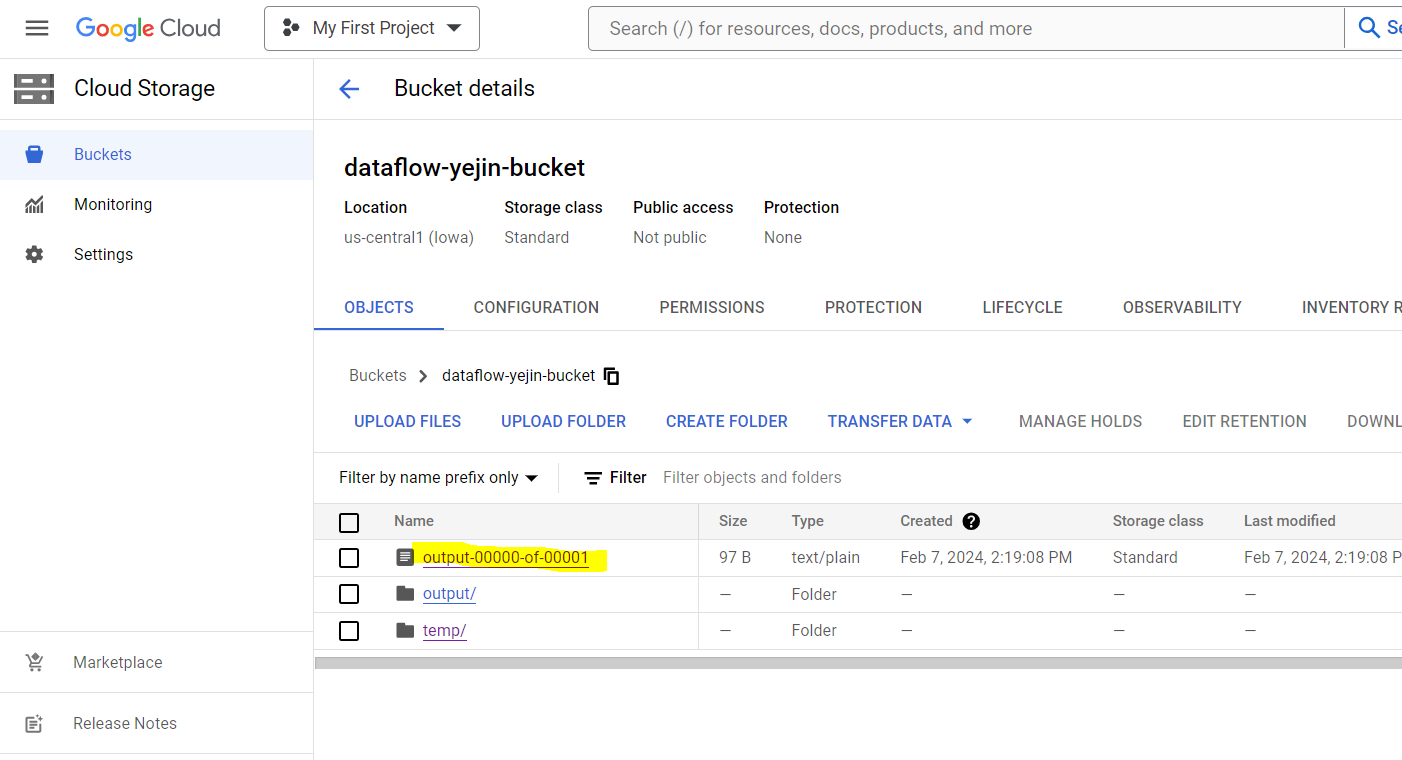 Google Cloud
My First Project
Search (/) for resources, docs, products, and more
Cloud Storage
Bucket details
Buckets
Monitoring
Settings
dataflow-yejin-bucket
Location Storage class Public access Protection
us-central1 (Iowa) Standard Not public None
OBJECTS CONFIGURATION PERMISSIONS PROTECTION LIFECYCLE OBSERVABILITY INVENTORY
Buckets dataflow-yejin-bucket
UPLOAD FILES UPLOAD FOLDER CREATE FOLDER TRANSFER DATA MANAGE HOLDS EDIT RETENTION
Filter by name prefix only Filter Filter objects and folders
Name Size Type Created ? Storage class Last modified
output-00000-of-00001 97 B text/plain Feb 7, 2024, 2:19:08 PM Standard Feb 7, 2024, 2:19:08
output/ — Folder — — —
temp/ — Folder — — —
Marketplace
Release Notes